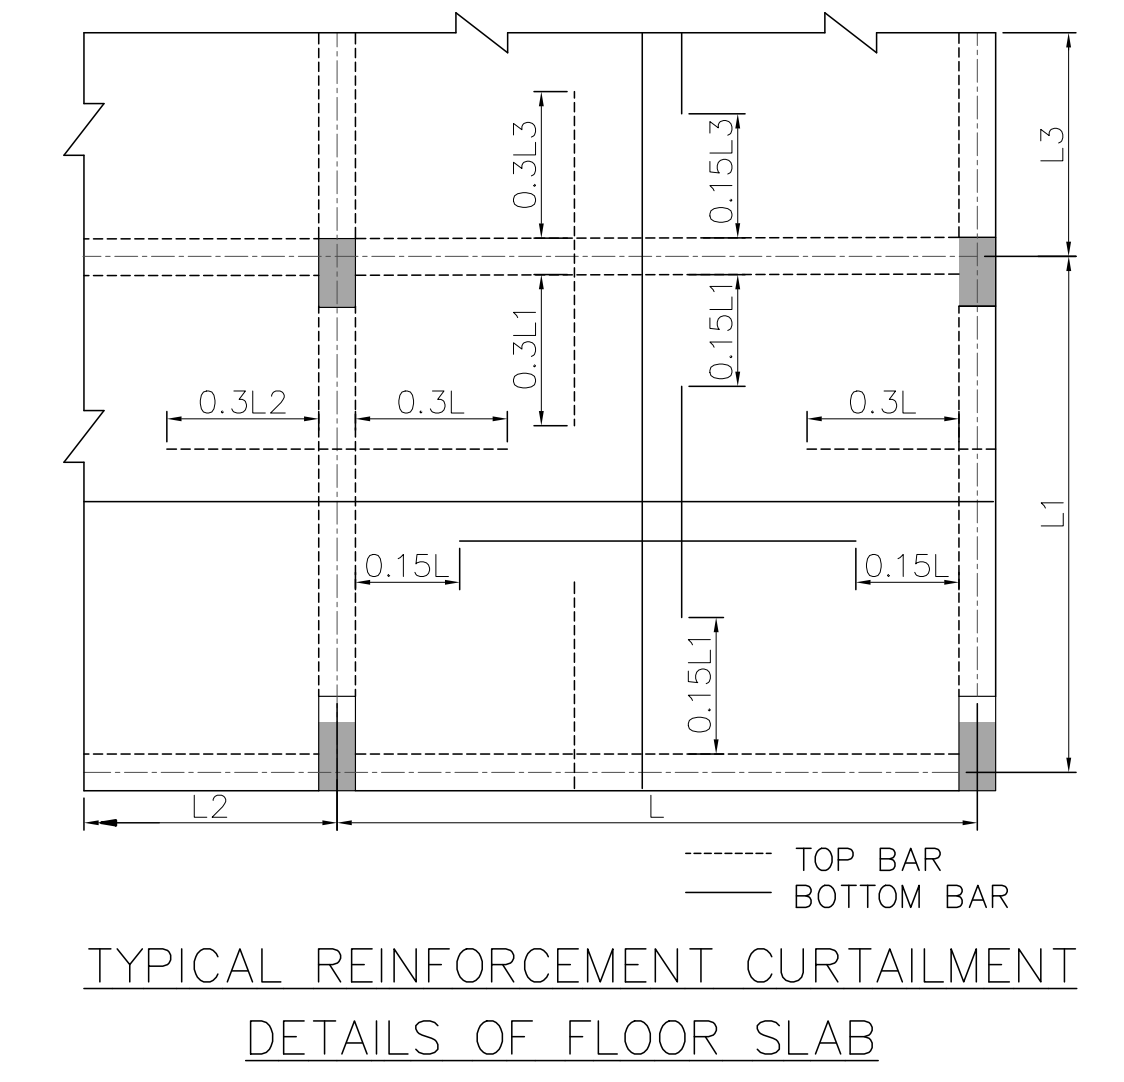 0.3L3
0.15L3
L3
0.3L1
0.15L1
0.3L2
0.3L
0.3L
L1
0.15L
0.15L
0.15L1
L2
L
TOP BAR
BOTTOM BAR
TYPICAL REINFORCEMENT CURTAILMENT
DETAILS OF FLOOR SLAB